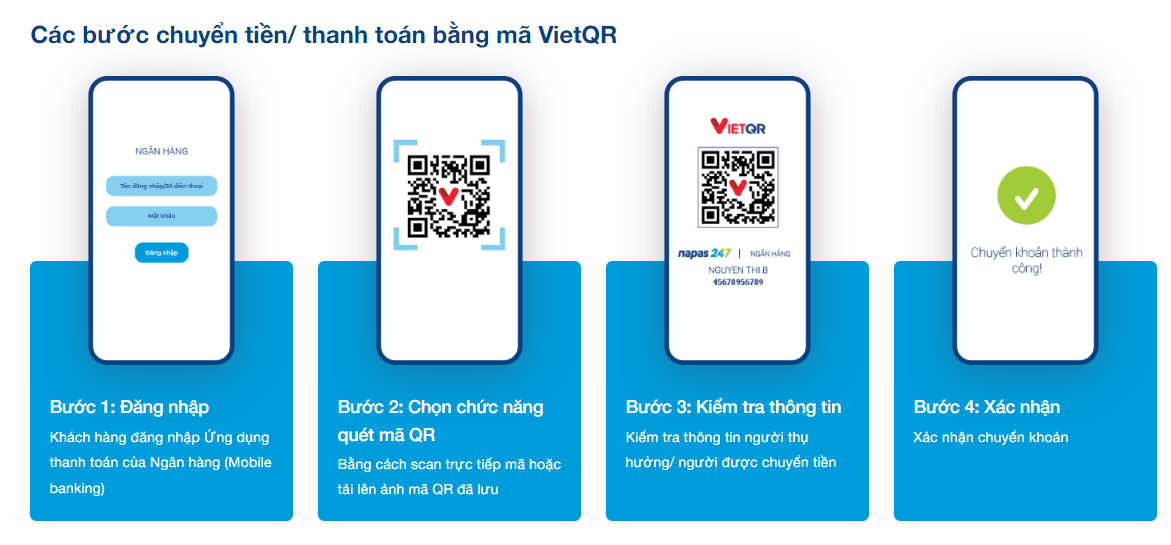 Các bước chuyển tiền/ thanh toán bằng mã VietQR
NGÂN HÀNG
Tên đăng nhập/Số điện thoại
Mật khẩu
Đăng nhập
VIETQR
napas 247 | NGÂN HÀNG
NGUYEN THI B
45678956789
Chuyển khoản thành
công!
Bước 1: Đăng nhập
Khách hàng đăng nhập Ứng dụng
thanh toán của Ngân hàng (Mobile
banking)
Bước 2: Chọn chức năng
quét mã QR
Bằng cách scan trực tiếp mã hoặc
tải lên ảnh mã QR đã lưu
Bước 3: Kiểm tra thông tin
Kiểm tra thông tin người thụ
hưởng/ người được chuyển tiền
Bước 4: Xác nhận
Xác nhận chuyển khoản